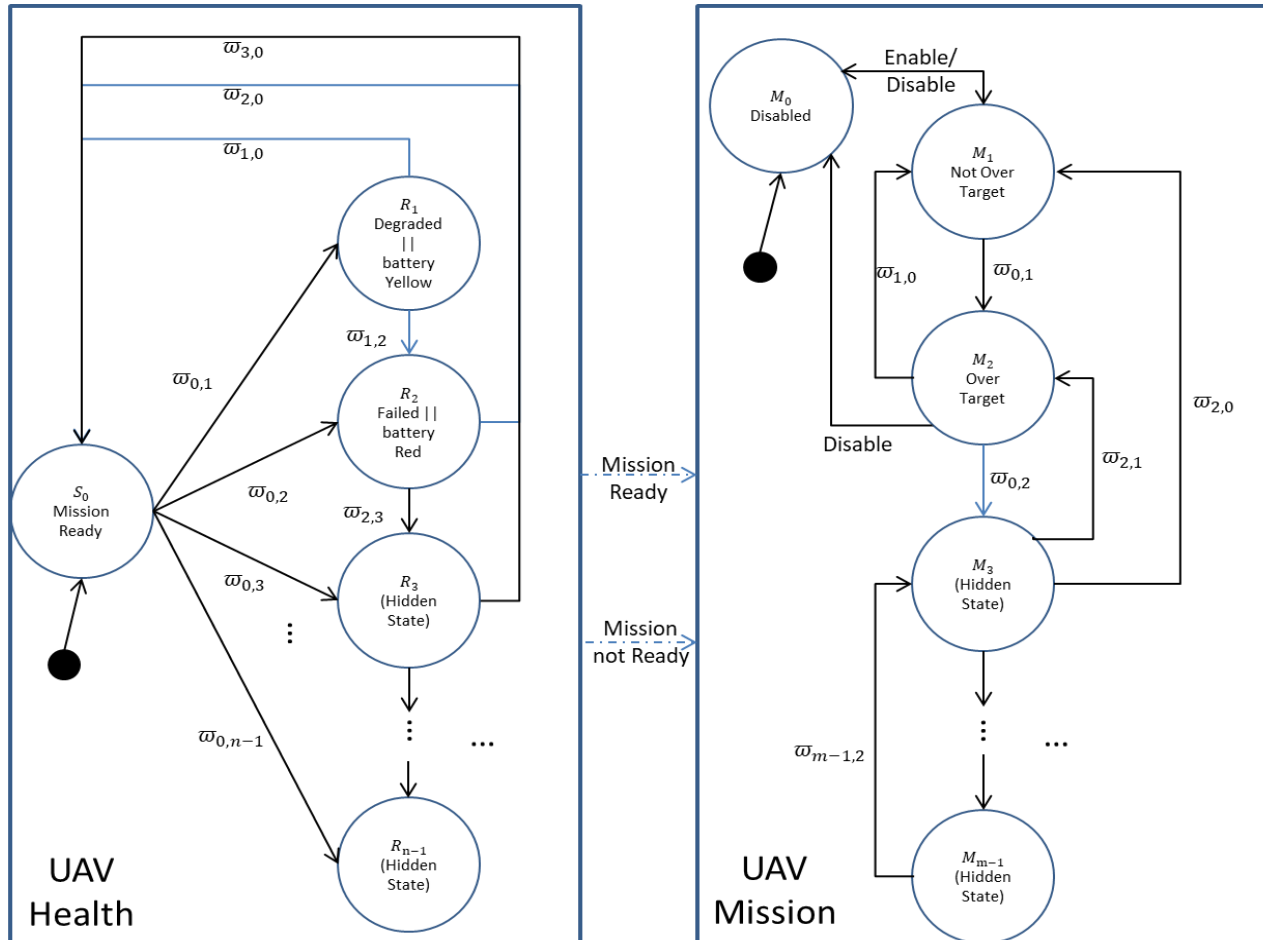 ϖ₃,₀
ϖ₂,₀
ϖ₁,₀
R₁
Degraded
||
battery
Yellow
ϖ₁,₂
ϖ₀,₁
R₂
Failed ||
battery
Red
S₀
Mission
Ready
ϖ₀,₂
ϖ₂,₃
ϖ₀,₃
R₃
(Hidden
State)
⋮
⋮
...
ϖ₀,ₙ₋₁
Rₙ₋₁
(Hidden
State)
UAV
Health
Mission
Ready
Mission
not Ready
Enable/
Disable
M₀
Disabled
M₁
Not Over
Target
ϖ₁,₀
ϖ₀,₁
M₂
Over
Target
ϖ₂,₀
Disable
ϖ₂,₁
ϖ₀,₂
M₃
(Hidden
State)
⋮
...
ϖₘ₋₁,₂
Mₘ₋₁
(Hidden
State)
UAV
Mission